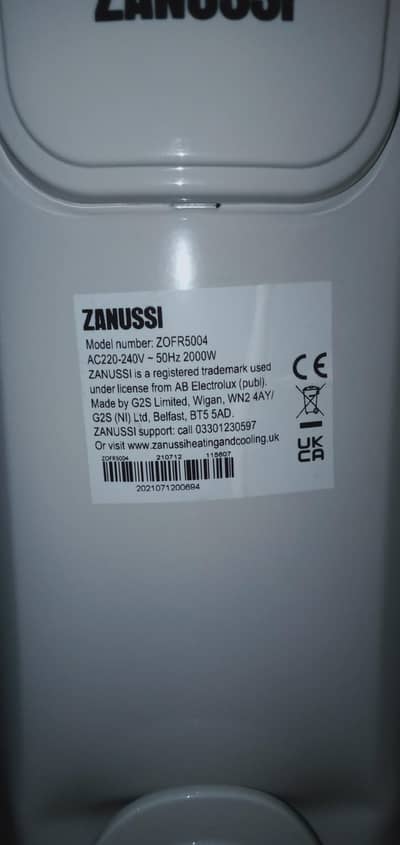 ZANUSSI
ZANUSSI
Model number: ZOFR5004
AC220-240V ~ 50Hz 2000W
ZANUSSI is a registered trademark used
under license from AB Electrolux (publ).
Made by G2S Limited, Wigan, WN2 4AY/
G2S (NI) Ltd, Belfast, BT5 5AD.
ZANUSSI support: call 03301230597
Or visit www.zanussiheatingandcooling.uk
CE
UK
CA
ZOFR5004 210712 115607
2021071200694